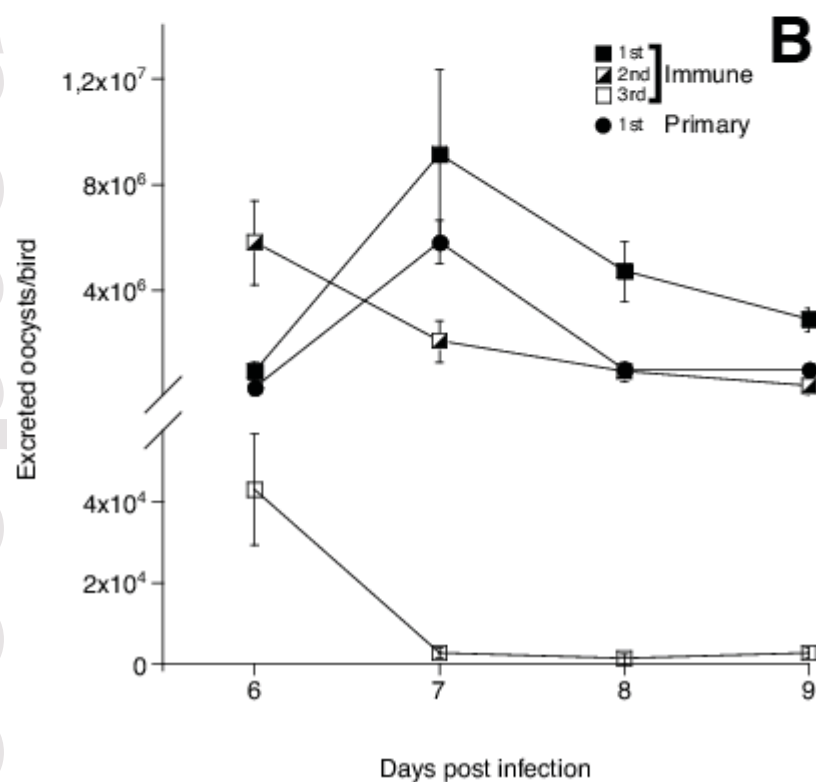 B
1st
2nd
3rd
Immune
1st Primary
1,2x10⁷
8x10⁶
4x10⁶
4x10⁴
2x10⁴
0
Excreted oocysts/bird
6 7 8 9
Days post infection